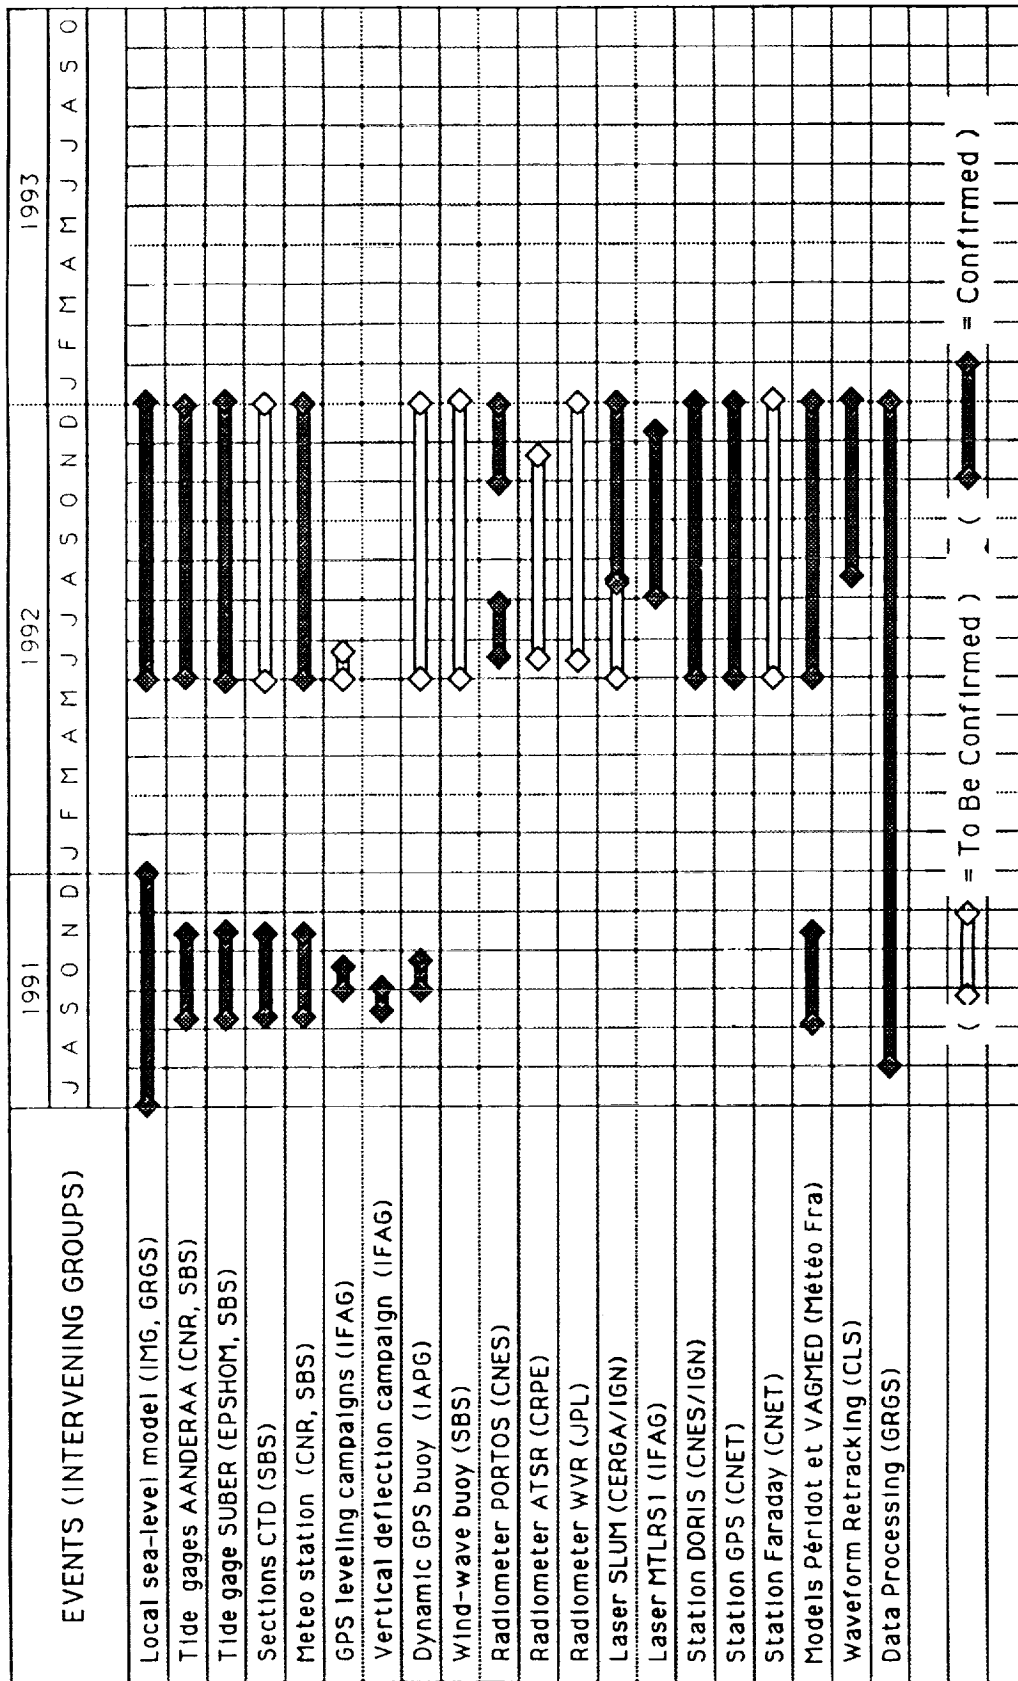 EVENTS (INTERVENING GROUPS)
1991 1992 1993
J A S O N D J F M A M J J A S O N D J F M A M J J A S O
Local sea-level model (IMG, GRGS)
Tide gages AANDERAA (CNR, SBS)
Tide gage SUBER (EPSHOM, SBS)
Sections CTD (SBS)
Meteo station (CNR, SBS)
GPS leveling campaigns (IFAG)
Vertical deflection campaign (IFAG)
Dynamic GPS buoy (IAPG)
Wind-wave buoy (SBS)
Radiometer PORTOS (CNES)
Radiometer ATSR (CRPE)
Radiometer WVR (JPL)
Laser SLUM (CERGA/IGN)
Laser MTLRS1 (IFAG)
Station DORIS (CNES/IGN)
Station GPS (CNET)
Station Faraday (CNET)
Models Péridot et VAGMED (Météo Fra)
Waveform Retracking (CLS)
Data Processing (GRGS)
( = To Be Confirmed ) ( = Confirmed )